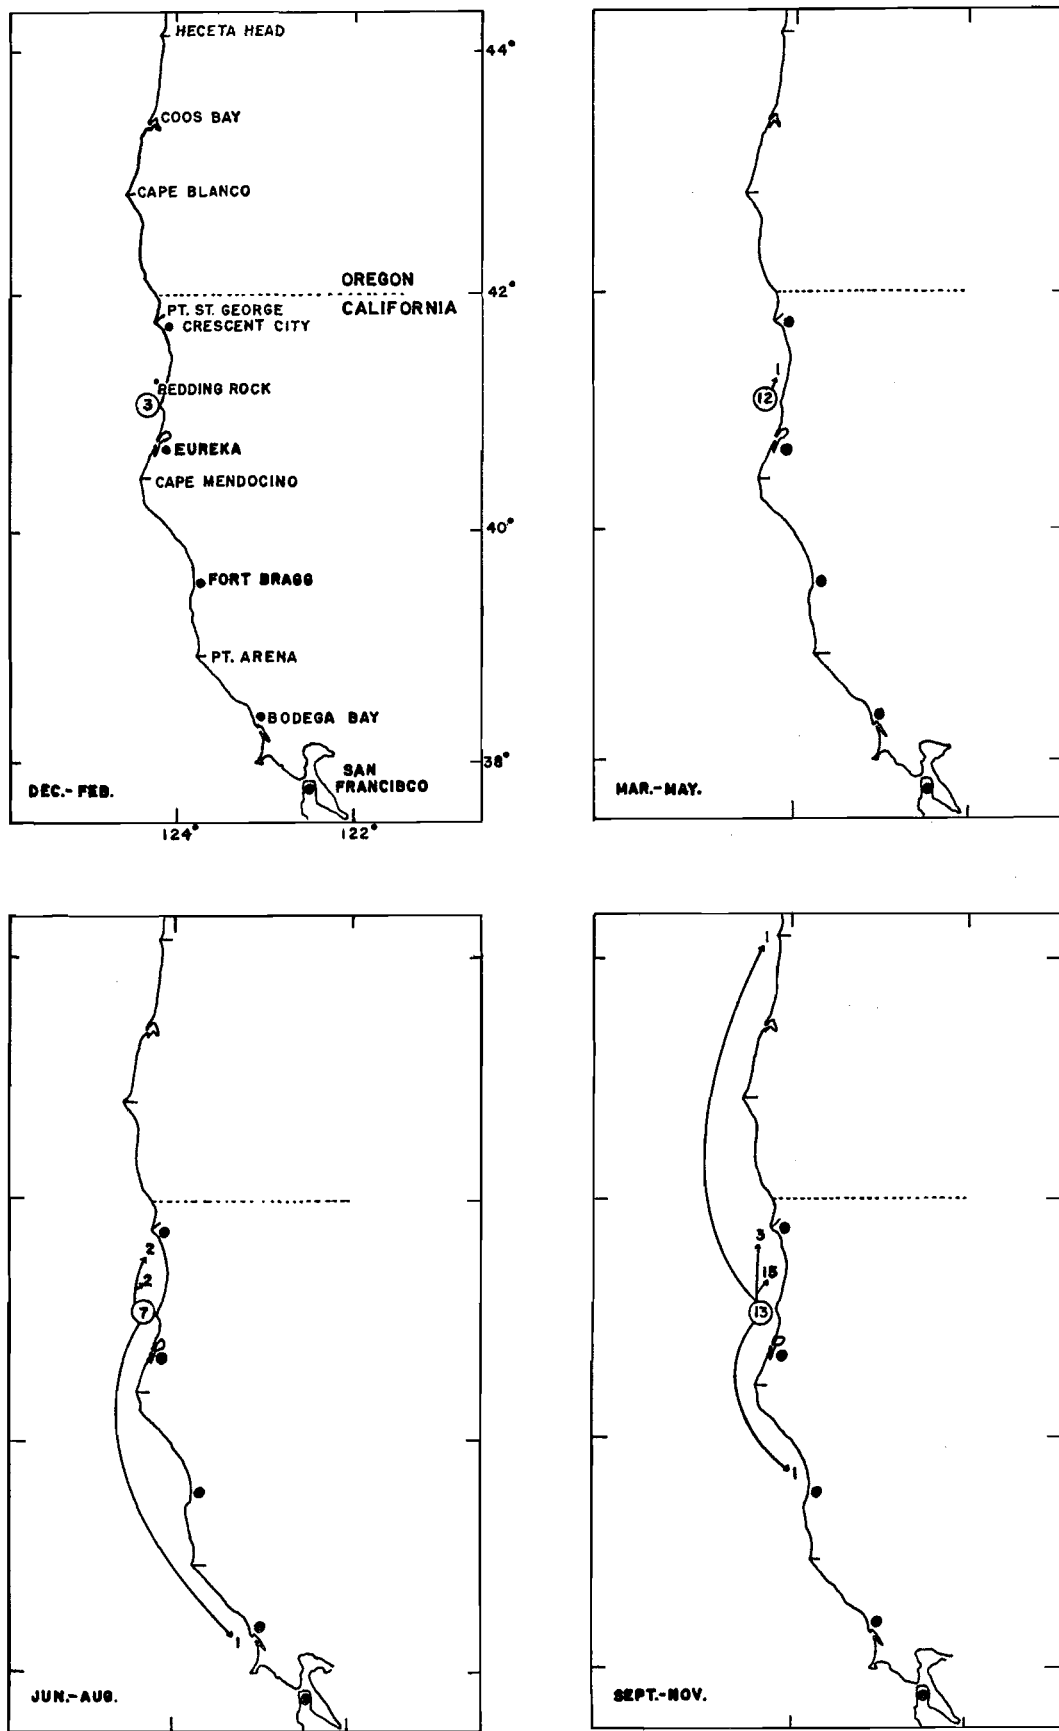 HECETA HEAD
44°
COOS BAY
CAPE BLANCO
OREGON
42°
CALIFORNIA
PT. ST. GEORGE
CRESCENT CITY
REDDING ROCK
3
EUREKA
CAPE MENDOCINO
40°
FORT BRAGG
PT. ARENA
BODEGA BAY
38°
SAN
FRANCISCO
DEC.-FEB.
124°
122°
1
12
MAR.-MAY.
2
2
7
1
JUN.-AUG.
1
3
15
13
1
SEPT.-NOV.